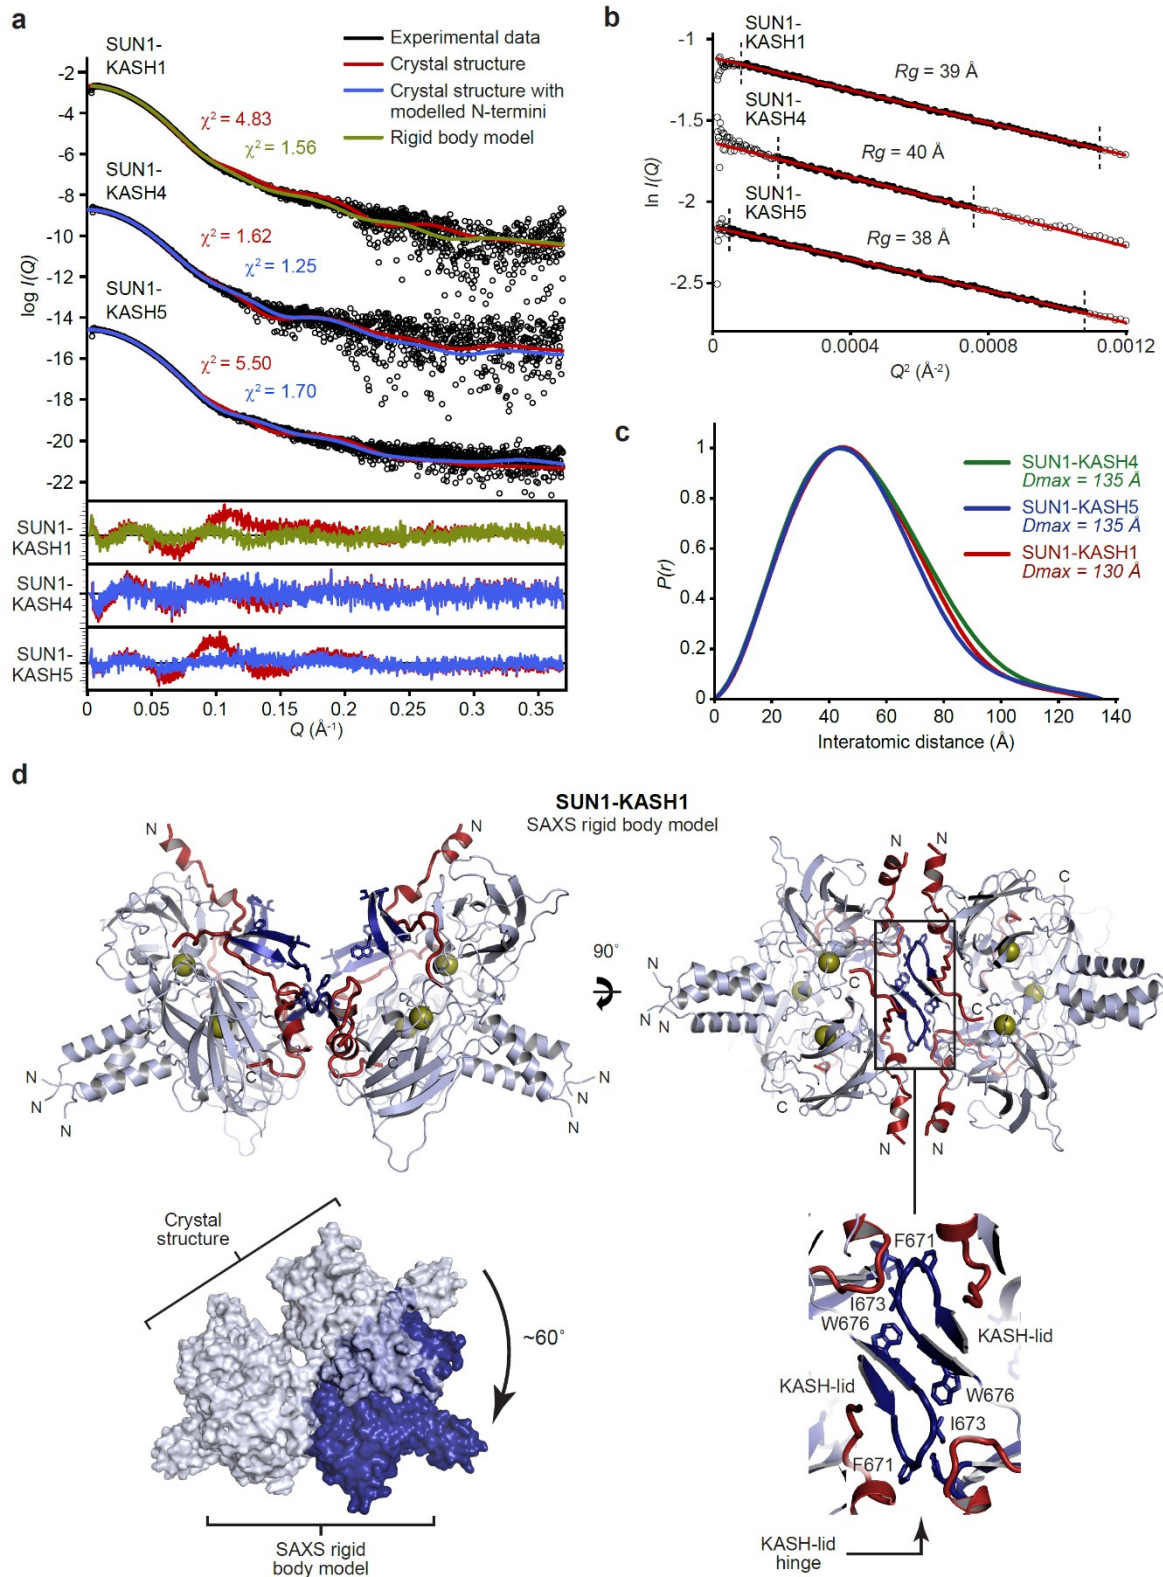 a
SUN1-
KASH1
Experimental data
Crystal structure
Crystal structure with
modelled N-termini
Rigid body model
χ² = 4.83
χ² = 1.56
SUN1-
KASH4
χ² = 1.62
χ² = 1.25
SUN1-
KASH5
χ² = 5.50
χ² = 1.70
log I(Q)
-2
-4
-6
-8
-10
-12
-14
-16
-18
-20
-22
SUN1-
KASH1
SUN1-
KASH4
SUN1-
KASH5
0 0.05 0.1 0.15 0.2 0.25 0.30 0.35
Q (Å⁻¹)
b
SUN1-
KASH1
Rg = 39 Å
SUN1-
KASH4
Rg = 40 Å
SUN1-
KASH5
Rg = 38 Å
ln I(Q)
-1
-1.5
-2
-2.5
0 0.0004 0.0008 0.0012
Q² (Å⁻²)
c
SUN1-KASH4
Dmax = 135 Å
SUN1-KASH5
Dmax = 135 Å
SUN1-KASH1
Dmax = 130 Å
P(r)
1
0.8
0.6
0.4
0.2
0
0 20 40 60 80 100 120 140
Interatomic distance (Å)
d
SUN1-KASH1
SAXS rigid body model
N
N
N
N
N
N
C
C
90°
N
N
N
N
N
N
C
C
C
Crystal
structure
~60°
SAXS rigid
body model
F671
I673
W676
KASH-lid
KASH-lid
W676
I673
F671
KASH-lid
hinge